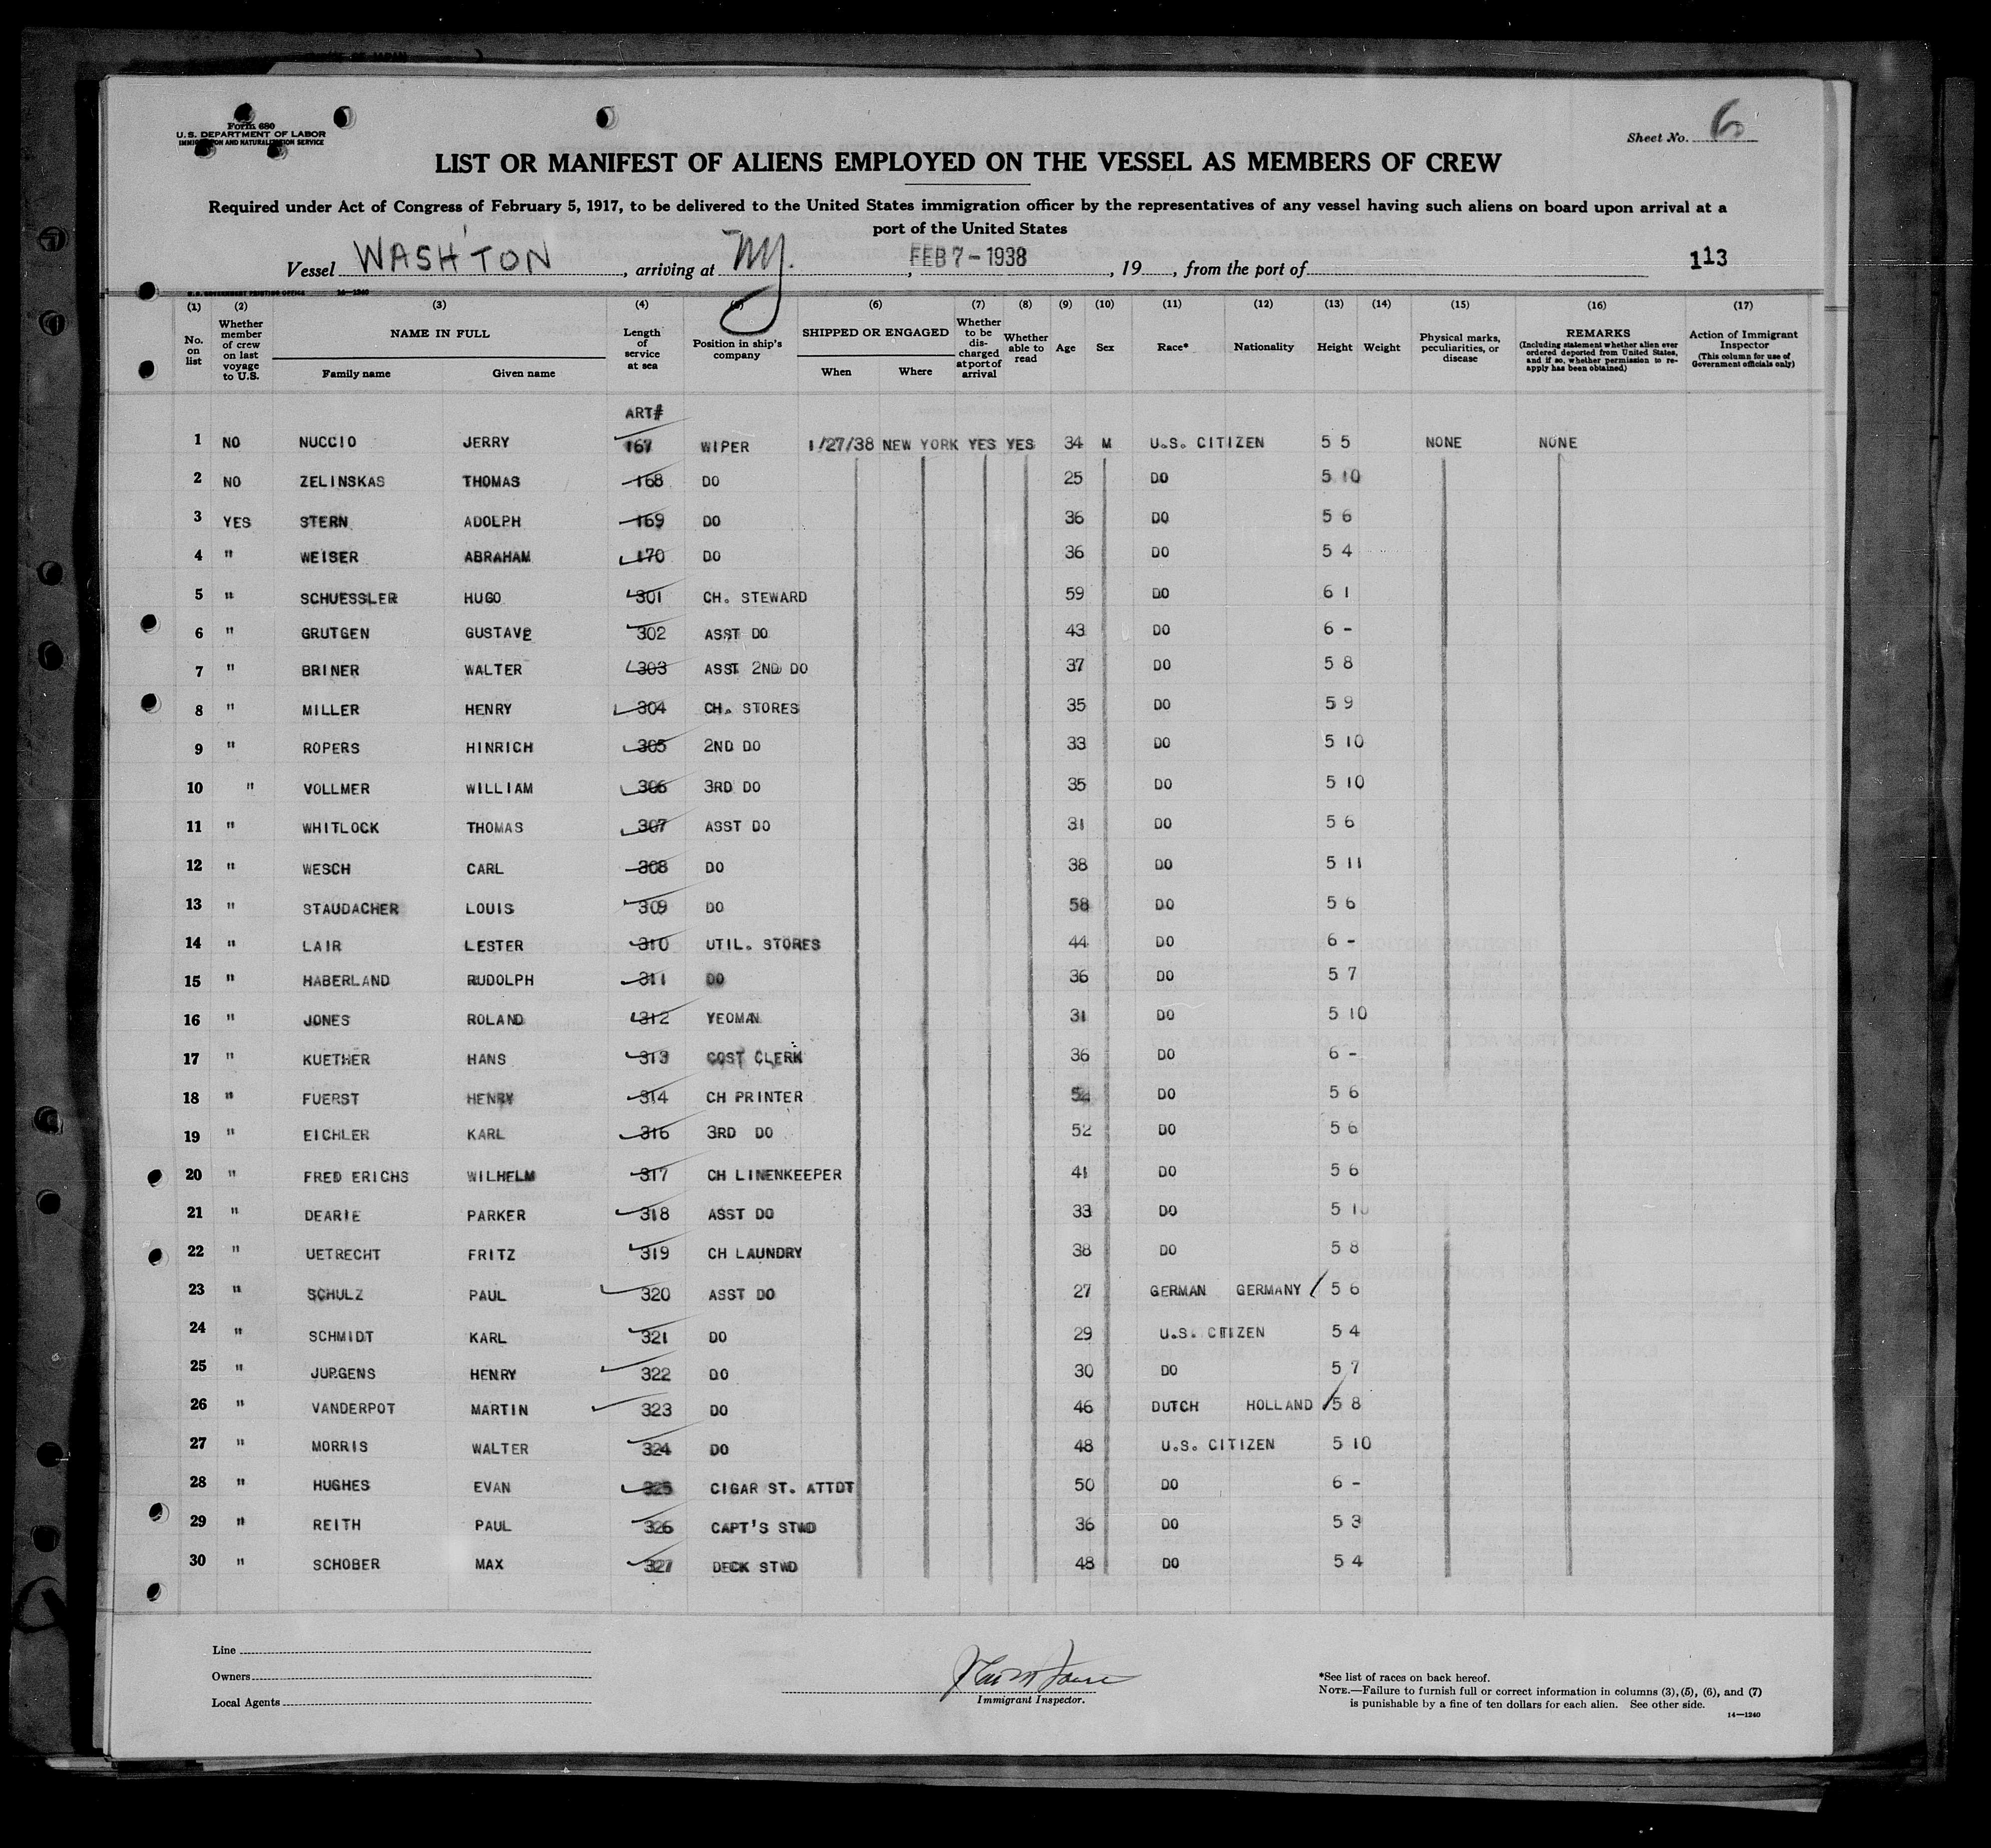 Form 680
U.S. DEPARTMENT OF LABOR
IMMIGRATION AND NATURALIZATION SERVICE
Sheet No. 6
LIST OR MANIFEST OF ALIENS EMPLOYED ON THE VESSEL AS MEMBERS OF CREW
Required under Act of Congress of February 5, 1917, to be delivered to the United States immigration officer by the representatives of any vessel having such aliens on board upon arrival at a
port of the United States
Vessel WASH'TON, arriving at NY., FEB 7-1938, 19, from the port of 113
U.S. GOVERNMENT PRINTING OFFICE 14-1240
(1) (2) (3) (4) (5) (6) (7) (8) (9) (10) (11) (12) (13) (14) (15) (16) (17)
No. on list Whether member of crew on last voyage to U.S. NAME IN FULL Family name Given name Length of service at sea Position in ship's company SHIPPED OR ENGAGED When Where Whether to be discharged at port of arrival Whether able to read Age Sex Race* Nationality Height Weight Physical marks, peculiarities, or disease REMARKS (Including statement whether alien ever ordered deported from United States, and if so, whether permission to reapply has been obtained) Action of Immigrant Inspector (This column for use of Government officials only)
ART#
1 NO NUCCIO JERRY 167 WIPER 1/27/38 NEW YORK YES YES 34 M U.S. CITIZEN 5 5 NONE NONE
2 NO ZELINSKAS THOMAS 168 DO 25 DO 5 10
3 YES STERN ADOLPH 169 DO 36 DO 5 6
4 " WEISER ABRAHAM 170 DO 36 DO 5 4
5 " SCHUESSLER HUGO 301 CH. STEWARD 59 DO 6 1
6 " GRUTGEN GUSTAVE 302 ASST DO 43 DO 6 -
7 " BRINER WALTER 303 ASST 2ND DO 37 DO 5 8
8 " MILLER HENRY 304 CH. STORES 35 DO 5 9
9 " ROPERS HINRICH 305 2ND DO 33 DO 5 10
10 " VOLLMER WILLIAM 306 3RD DO 35 DO 5 10
11 " WHITLOCK THOMAS 307 ASST DO 31 DO 5 6
12 " WESCH CARL 308 DO 38 DO 5 11
13 " STAUDACHER LOUIS 309 DO 58 DO 5 6
14 " LAIR LESTER 310 UTIL. STORES 44 DO 6 -
15 " HABERLAND RUDOLPH 311 DO 36 DO 5 7
16 " JONES ROLAND 312 YEOMAN 31 DO 5 10
17 " KUETHER HANS 313 COST CLERK 36 DO 6 -
18 " FUERST HENRY 314 CH PRINTER DO 5 6
19 " EICHLER KARL 316 3RD DO 52 DO 5 6
20 " FRED ERICHS WILHELM 317 CH LINENKEEPER 41 DO 5 6
21 " DEARIE PARKER 318 ASST DO 33 DO 5
22 " UETRECHT FRITZ 319 CH LAUNDRY 38 DO 5 8
23 " SCHULZ PAUL 320 ASST DO 27 GERMAN GERMANY 5 6
24 " SCHMIDT KARL 321 DO 29 U.S. CITIZEN 5 4
25 " JURGENS HENRY 322 DO 30 DO 5 7
26 " VANDERPOT MARTIN 323 DO 46 DUTCH HOLLAND 5 8
27 " MORRIS WALTER 324 DO 48 U.S. CITIZEN 5 10
28 " HUGHES EVAN 325 CIGAR ST. ATTDT 50 DO 6 -
29 " REITH PAUL 326 CAPT'S STWD 36 DO 5 3
30 " SCHOBER MAX 327 DECK STWD 48 DO 5 4
Line
Owners
Local Agents
Immigrant Inspector.
*See list of races on back hereof.
NOTE.—Failure to furnish full or correct information in columns (3), (5), (6), and (7)
is punishable by a fine of ten dollars for each alien. See other side.
14—1240